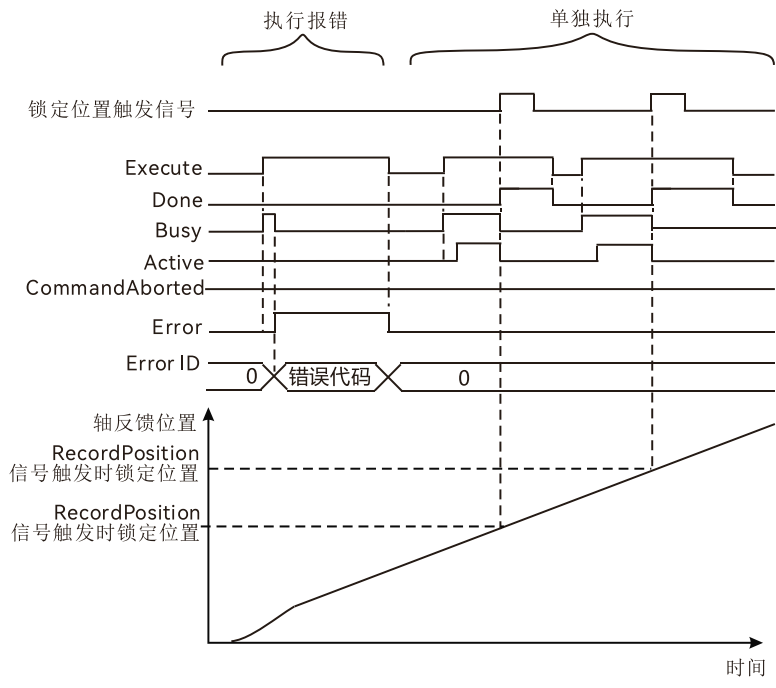 执行报错
单独执行
锁定位置触发信号
Execute
Done
Busy
Active
CommandAborted
Error
Error ID
0
错误代码
0
轴反馈位置
RecordPosition
信号触发时锁定位置
RecordPosition
信号触发时锁定位置
时间